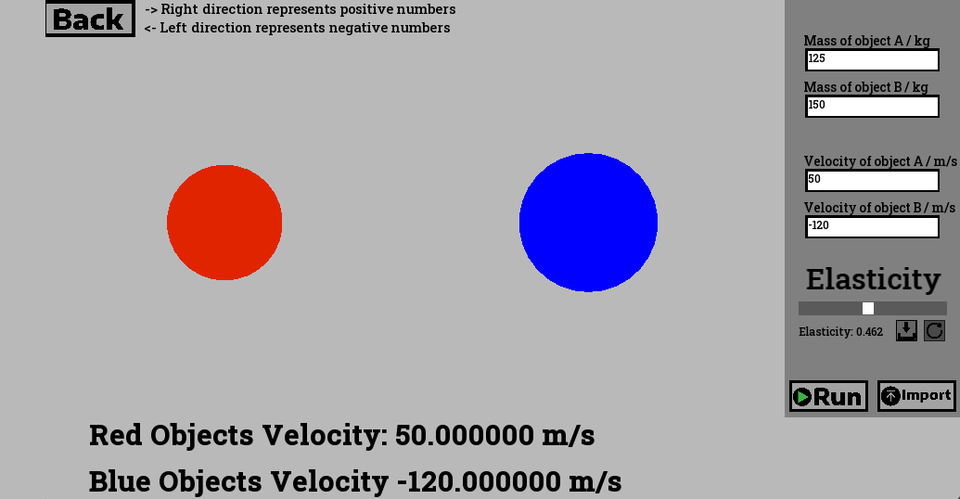 Back
-> Right direction represents positive numbers
<- Left direction represents negative numbers
Mass of object A / kg
125
Mass of object B / kg
150
Velocity of object A / m/s
50
Velocity of object B / m/s
-120
Elasticity
Elasticity: 0.462
Run
Import
Red Objects Velocity: 50.000000 m/s
Blue Objects Velocity -120.000000 m/s